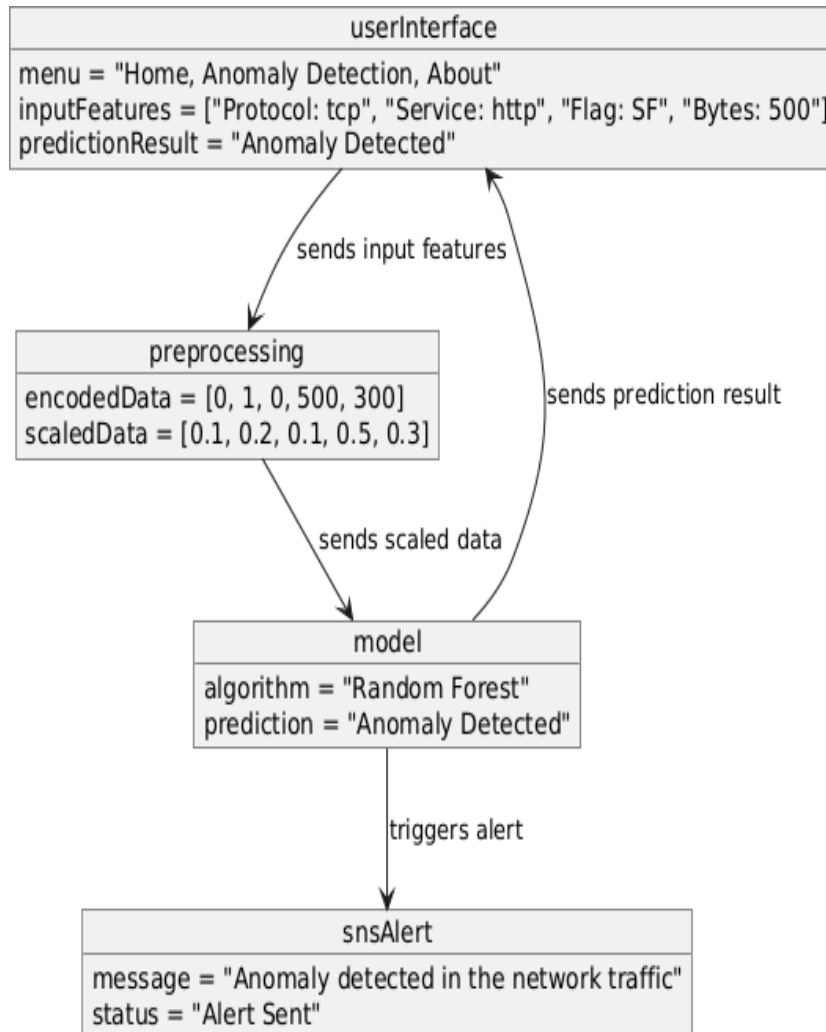 userInterface
menu = "Home, Anomaly Detection, About"
inputFeatures = ["Protocol: tcp", "Service: http", "Flag: SF", "Bytes: 500"]
predictionResult = "Anomaly Detected"
sends input features
preprocessing
encodedData = [0, 1, 0, 500, 300]
scaledData = [0.1, 0.2, 0.1, 0.5, 0.3]
sends prediction result
sends scaled data
model
algorithm = "Random Forest"
prediction = "Anomaly Detected"
triggers alert
snsAlert
message = "Anomaly detected in the network traffic"
status = "Alert Sent"